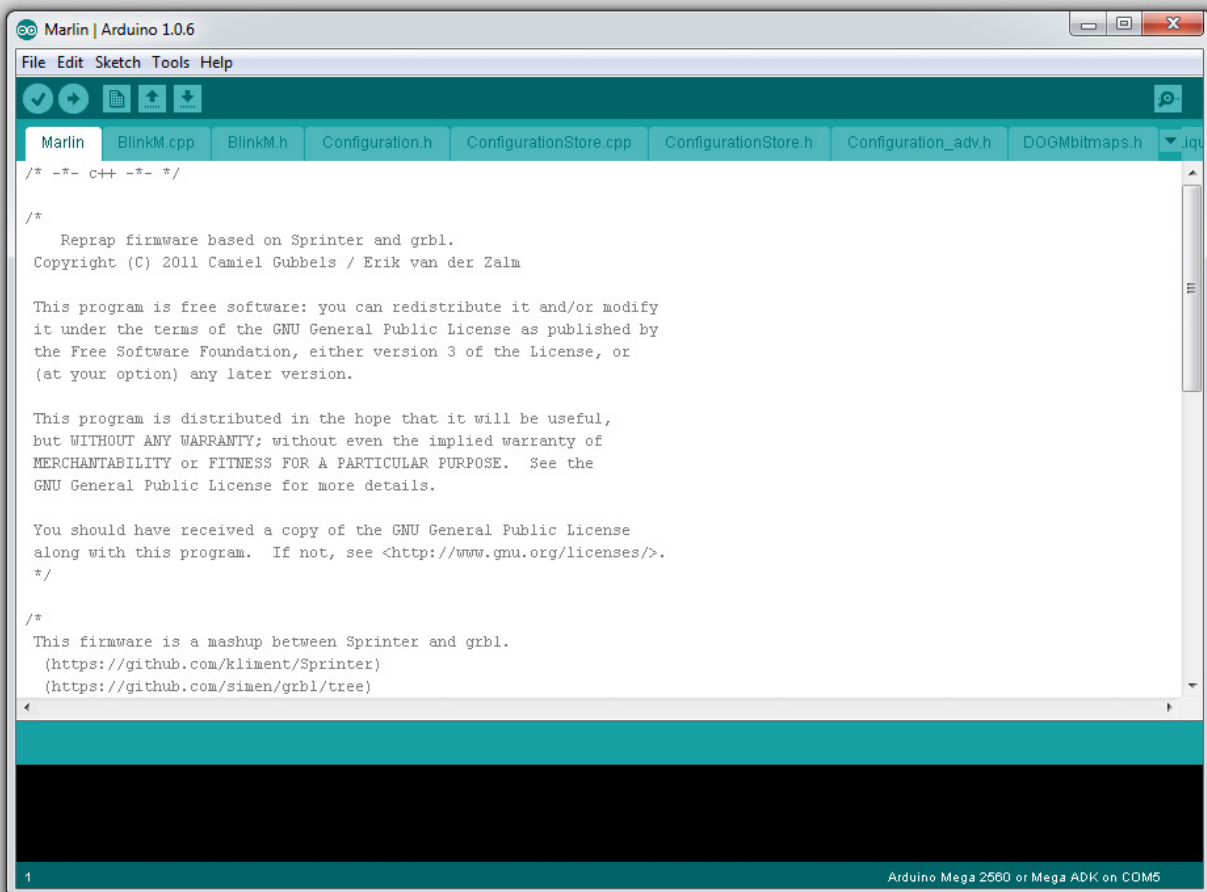 Marlin | Arduino 1.0.6
File Edit Sketch Tools Help
Marlin BlinkM.cpp BlinkM.h Configuration.h ConfigurationStore.cpp ConfigurationStore.h Configuration_adv.h DOGMbitmaps.h
/* -*- c++ -*- */
/*
Reprap firmware based on Sprinter and grbl.
Copyright (C) 2011 Camiel Gubbels / Erik van der Zalm
This program is free software: you can redistribute it and/or modify
it under the terms of the GNU General Public License as published by
the Free Software Foundation, either version 3 of the License, or
(at your option) any later version.
This program is distributed in the hope that it will be useful,
but WITHOUT ANY WARRANTY; without even the implied warranty of
MERCHANTABILITY or FITNESS FOR A PARTICULAR PURPOSE.  See the
GNU General Public License for more details.
You should have received a copy of the GNU General Public License
along with this program.  If not, see <http://www.gnu.org/licenses/>.
*/
/*
This firmware is a mashup between Sprinter and grbl.
(https://github.com/kliment/Sprinter)
(https://github.com/simen/grbl/tree)
1
Arduino Mega 2560 or Mega ADK on COM5